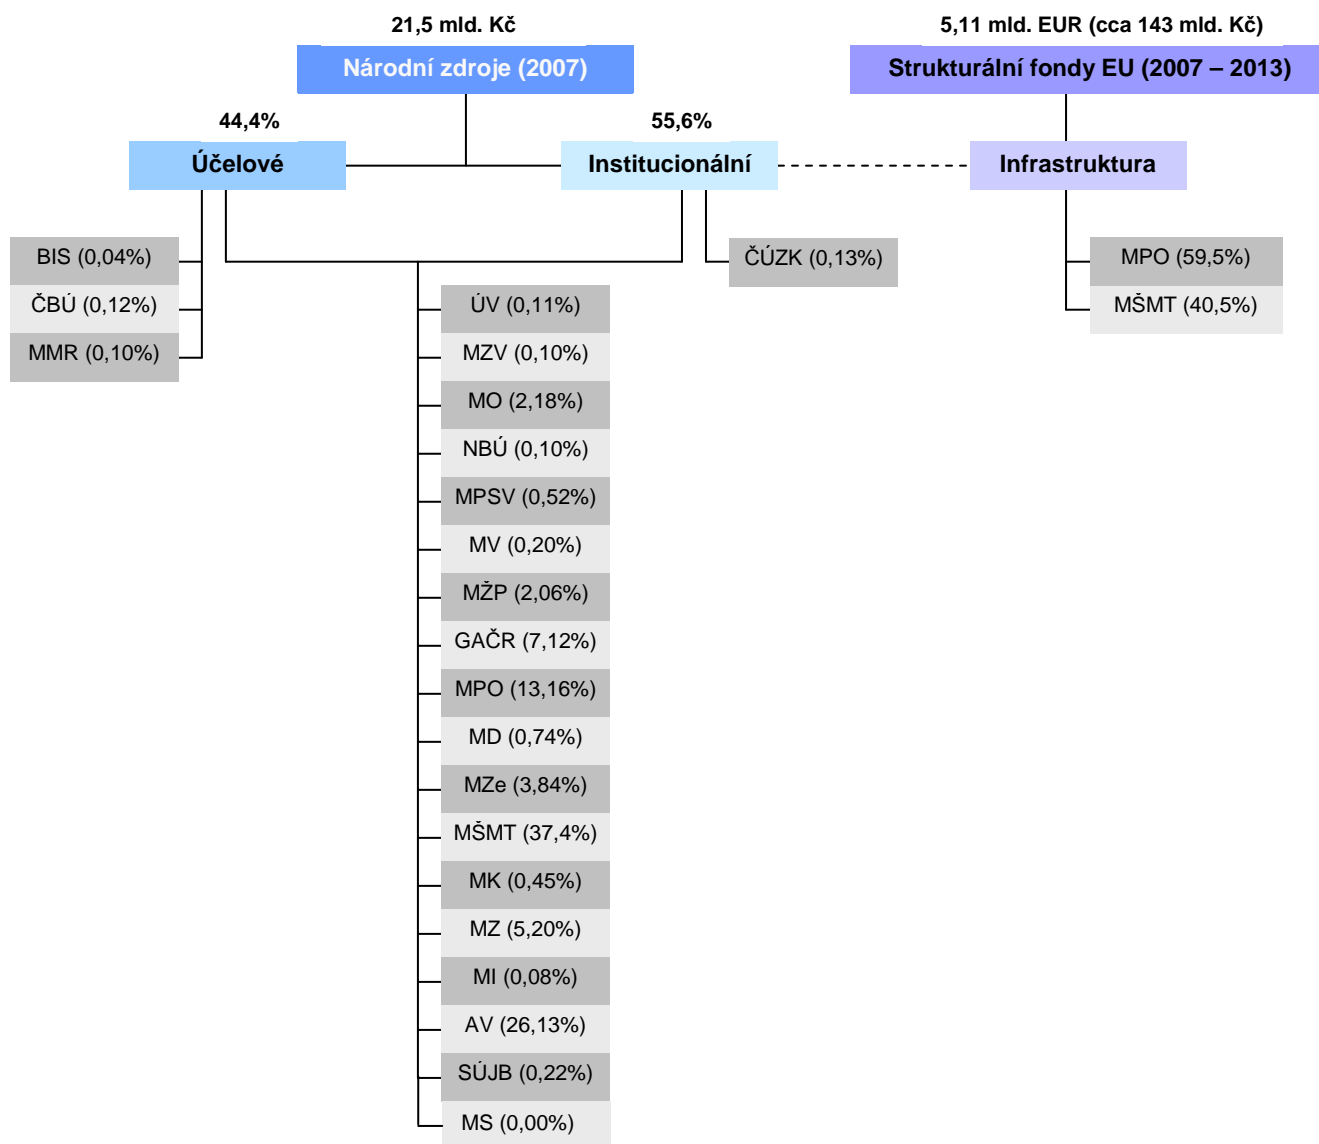 21,5 mld. Kč
5,11 mld. EUR (cca 143 mld. Kč)
Národní zdroje (2007)
Strukturální fondy EU (2007 – 2013)
44,4%
55,6%
Účelové
Institucionální
Infrastruktura
BIS (0,04%)
ČBÚ (0,12%)
MMR (0,10%)
ČÚZK (0,13%)
MPO (59,5%)
MŠMT (40,5%)
ÚV (0,11%)
MZV (0,10%)
MO (2,18%)
NBÚ (0,10%)
MPSV (0,52%)
MV (0,20%)
MŽP (2,06%)
GAČR (7,12%)
MPO (13,16%)
MD (0,74%)
MZe (3,84%)
MŠMT (37,4%)
MK (0,45%)
MZ (5,20%)
MI (0,08%)
AV (26,13%)
SÚJB (0,22%)
MS (0,00%)